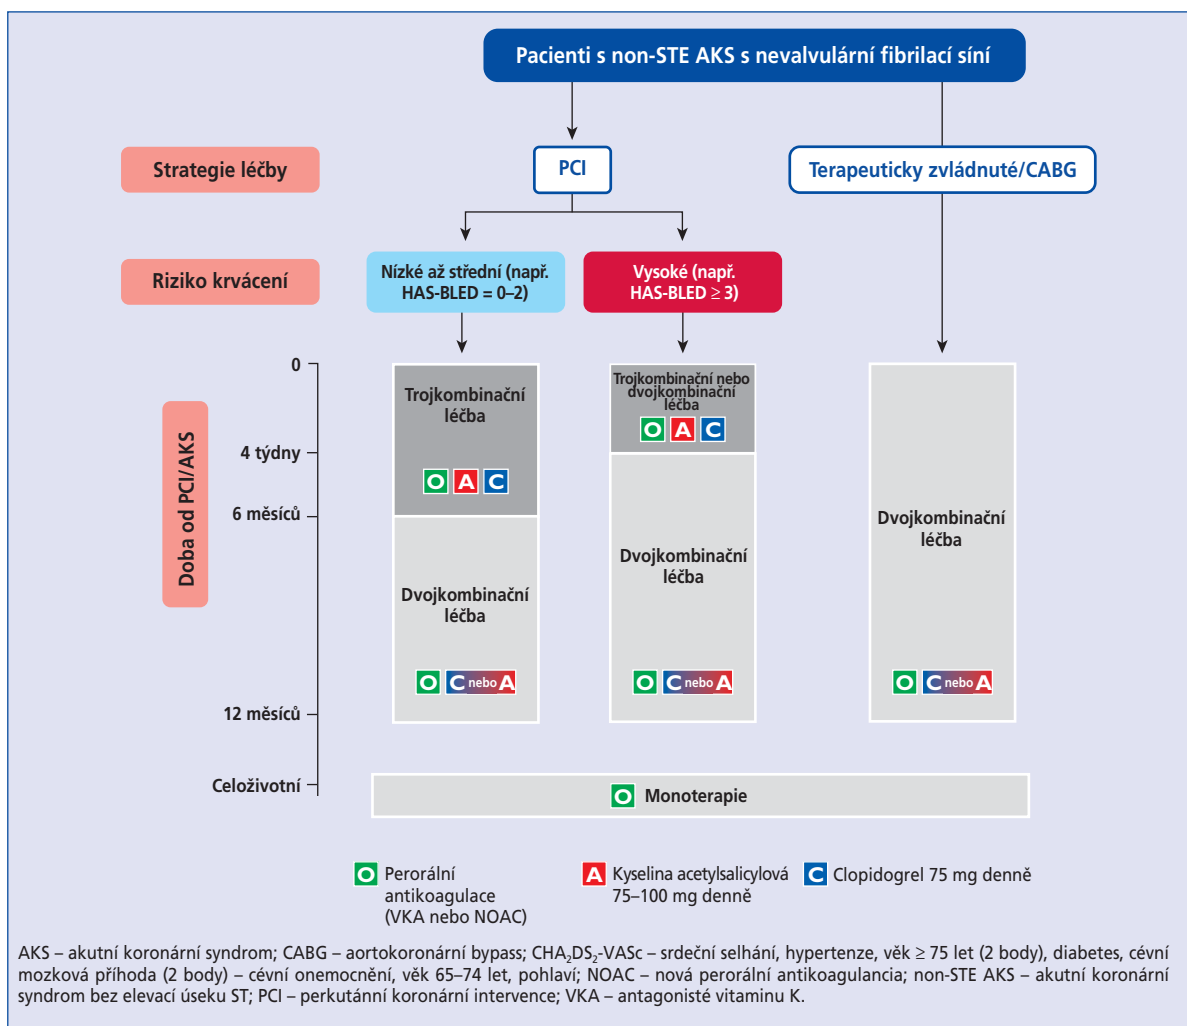 Pacienti s non-STE AKS s nevalvulární fibrilací síní
Strategie léčby
PCI
Terapeuticky zvládnuté/CABG
Riziko krvácení
Nízké až střední (např.
HAS-BLED = 0–2)
Vysoké (např.
HAS-BLED ≥ 3)
Doba od PCI/AKS
0
4 týdny
6 měsíců
12 měsíců
Celoživotní
Trojkombinační
léčba
O A C
Dvojkombinační
léčba
O C nebo A
Trojkombinační nebo
dvojkombinační
léčba
O A C
Dvojkombinační
léčba
O C nebo A
Dvojkombinační
léčba
O C nebo A
O Monoterapie
O Perorální
antikoagulace
(VKA nebo NOAC)
A Kyselina acetylsalicylová
75–100 mg denně
C Clopidogrel 75 mg denně
AKS – akutní koronární syndrom; CABG – aortokoronární bypass; CHA₂DS₂-VASc – srdeční selhání, hypertenze, věk ≥ 75 let (2 body), diabetes, cévní
mozková příhoda (2 body) – cévní onemocnění, věk 65–74 let, pohlaví; NOAC – nová perorální antikoagulancia; non-STE AKS – akutní koronární
syndrom bez elevací úseku ST; PCI – perkutánní koronární intervence; VKA – antagonisté vitaminu K.